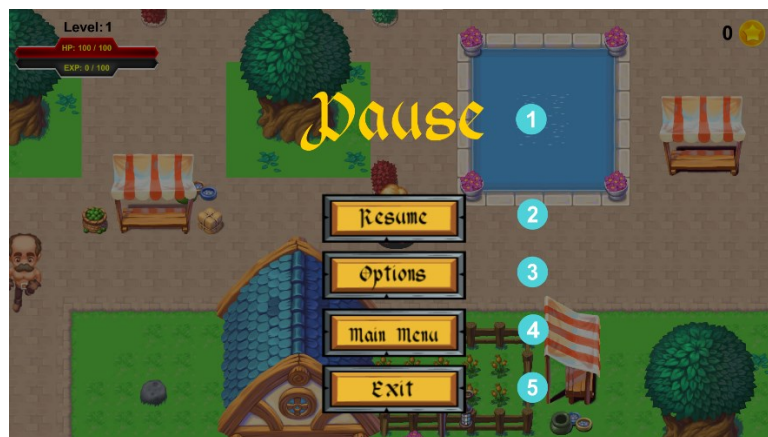 Level: 1
HP: 100 / 100
EXP: 0 / 100
0
Pause
1
Resume
2
Options
3
Main Menu
4
Exit
5